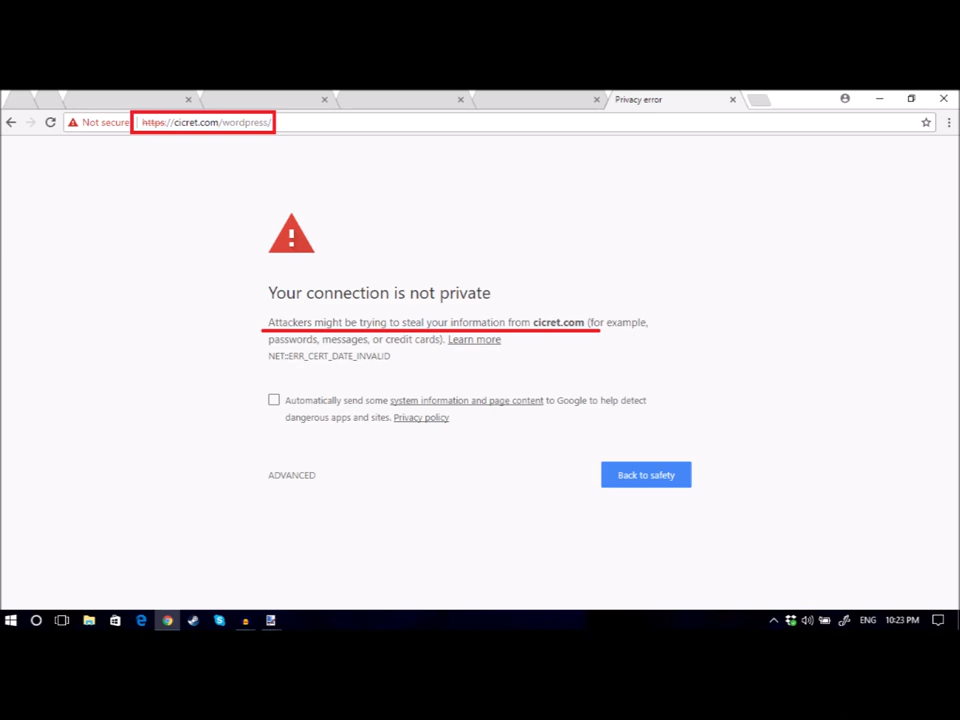 Privacy error
Not secure | https://cicret.com/wordpress/
Your connection is not private
Attackers might be trying to steal your information from cicret.com (for example,
passwords, messages, or credit cards). Learn more
NET::ERR_CERT_DATE_INVALID
Automatically send some system information and page content to Google to help detect
dangerous apps and sites. Privacy policy
ADVANCED
Back to safety
ENG
10:23 PM